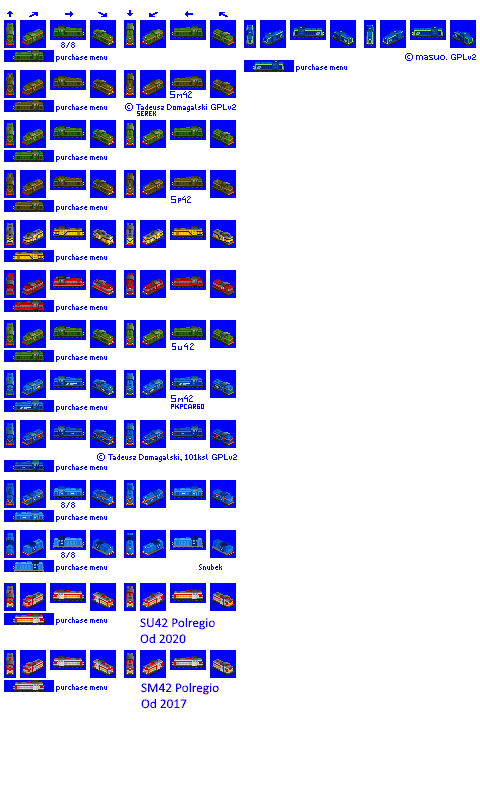 8/8
purchase menu
© masuo. GPLv2
purchase menu
Sm42
purchase menu
© Tadeusz Domagalski GPLv2
SEREK
purchase menu
Sp42
purchase menu
purchase menu
purchase menu
Su42
purchase menu
Sm42
PKPCARGO
purchase menu
© Tadeusz Domagalski, 101ksl GPLv2
purchase menu
8/8
purchase menu
8/8
purchase menu
Snubek
purchase menu
SU42 Polregio
Od 2020
purchase menu
SM42 Polregio
Od 2017